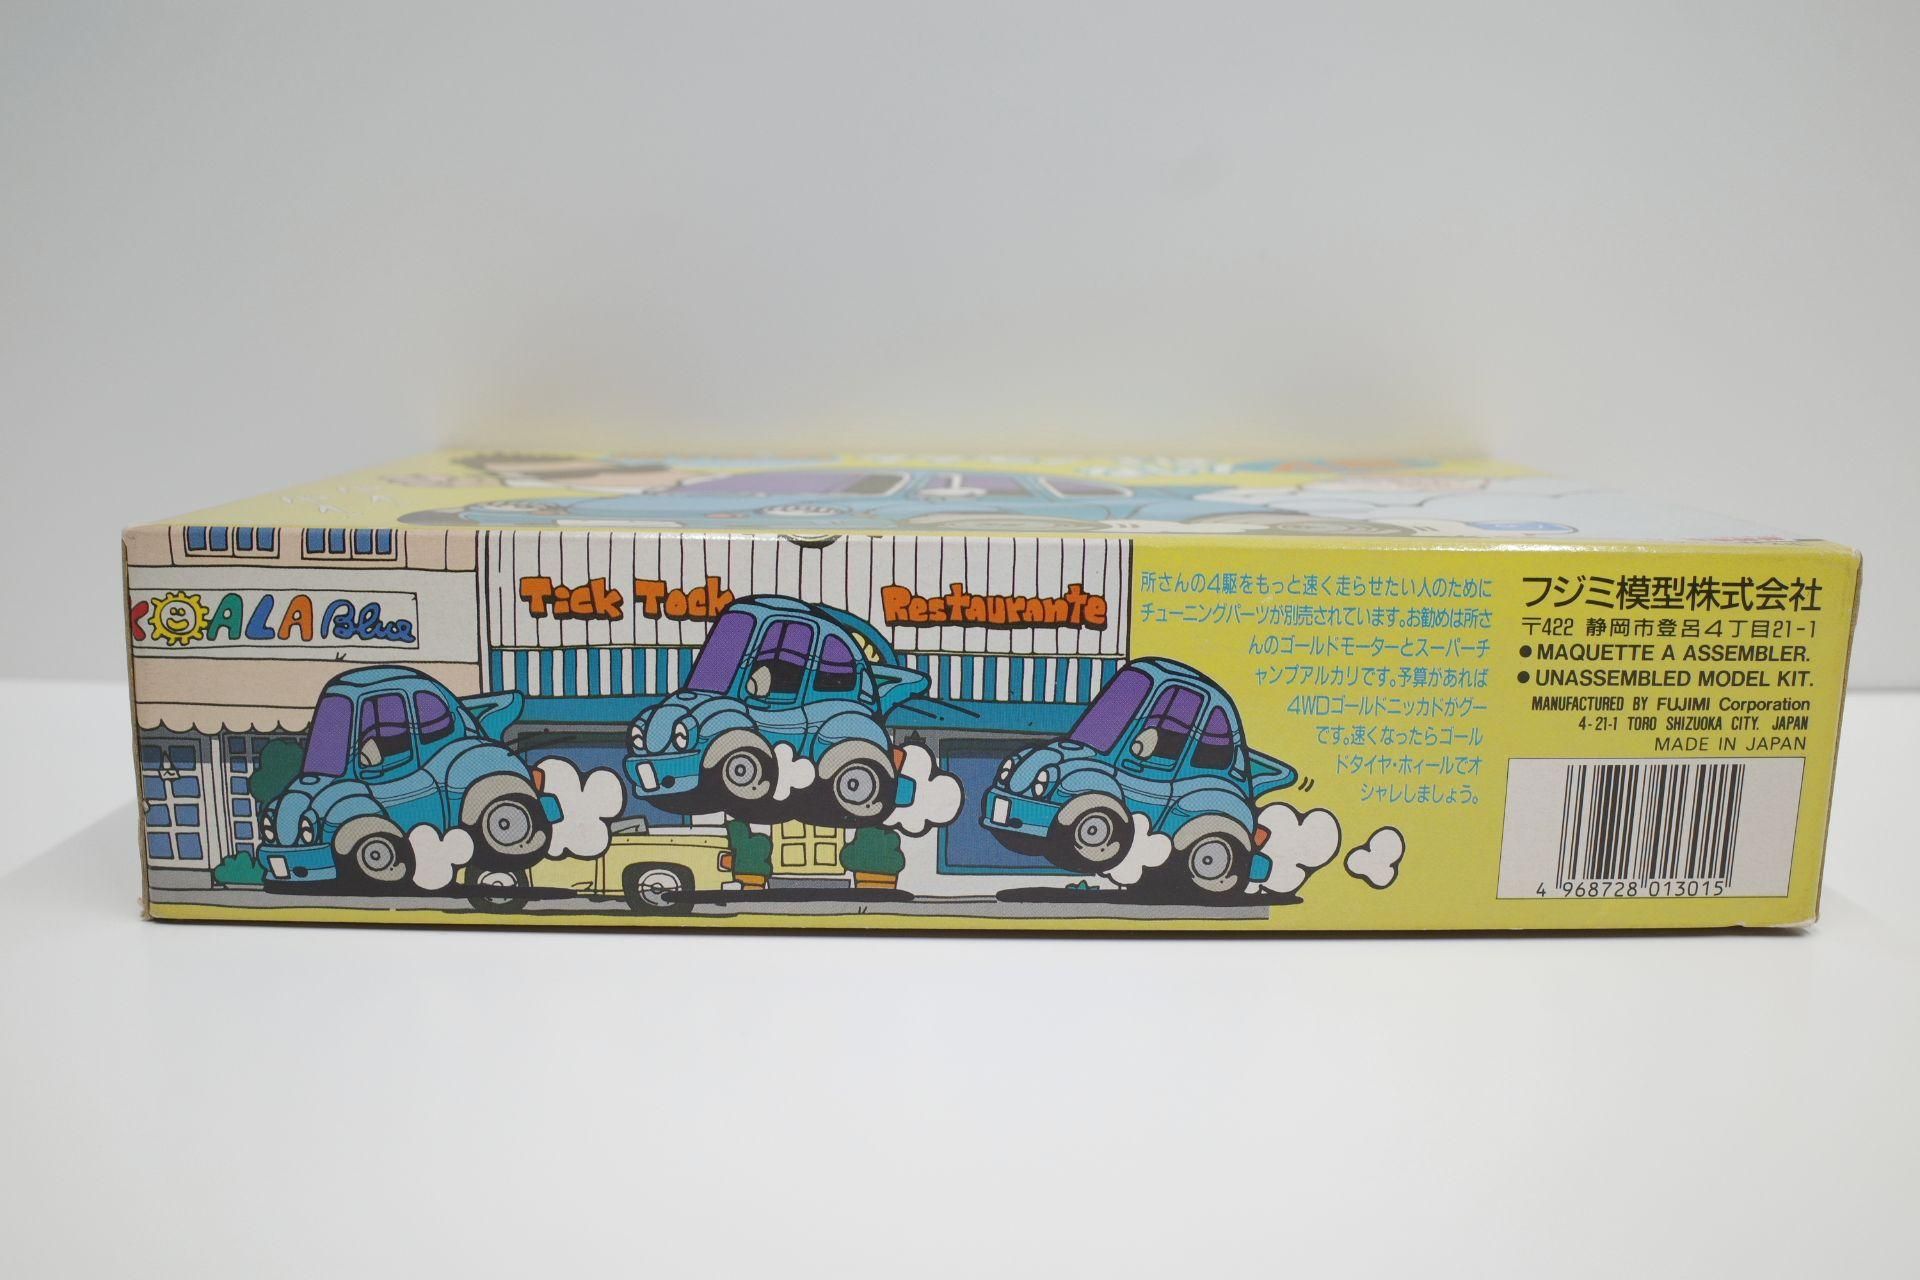 KOALA Blue
Tick Tock Restaurante
所さんの4駆をもっと速く走らせたい人のために
チューニングパーツが別売されています。お勧めは所さ
んのゴールドモーターとスーパーチ
ャンプアルカリです。予算があれば
4WDゴールドニッカドがグー
です。速くなったらゴール
ドタイヤ・ホィールでオ
シャレしましょう。
フジミ模型株式会社
〒422 静岡市登呂4丁目21-1
● MAQUETTE A ASSEMBLER.
● UNASSEMBLED MODEL KIT.
MANUFACTURED BY FUJIMI Corporation
4-21-1 TORO SHIZUOKA CITY. JAPAN
MADE IN JAPAN
4 968728 013015